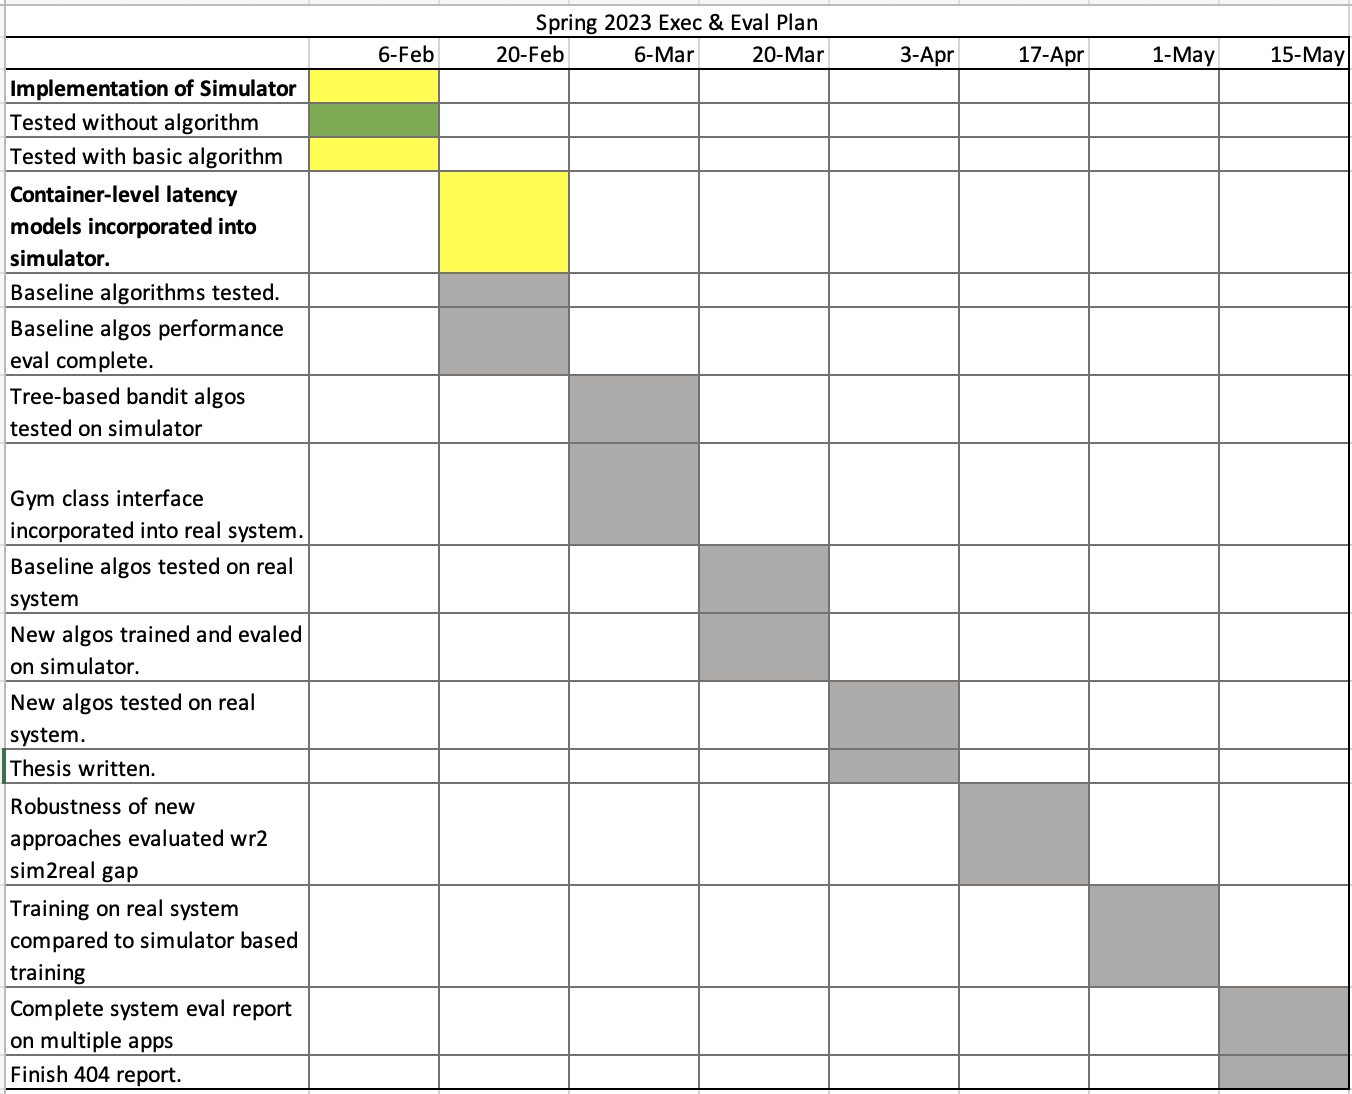 Spring 2023 Exec & Eval Plan
6-Feb 20-Feb 6-Mar 20-Mar 3-Apr 17-Apr 1-May 15-May
Implementation of Simulator
Tested without algorithm
Tested with basic algorithm
Container-level latency
models incorporated into
simulator.
Baseline algorithms tested.
Baseline algos performance
eval complete.
Tree-based bandit algos
tested on simulator
Gym class interface
incorporated into real system.
Baseline algos tested on real
system
New algos trained and evaled
on simulator.
New algos tested on real
system.
Thesis written.
Robustness of new
approaches evaluated wr2
sim2real gap
Training on real system
compared to simulator based
training
Complete system eval report
on multiple apps
Finish 404 report.